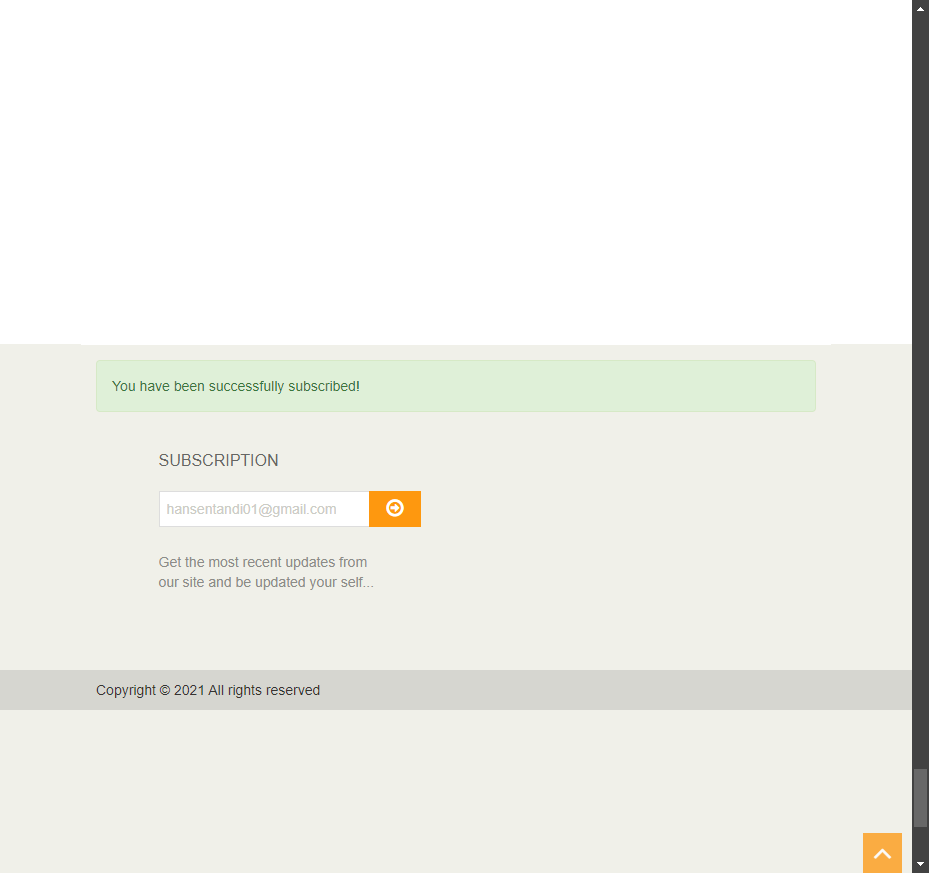 You have been successfully subscribed!
SUBSCRIPTION
hansentandi01@gmail.com
Get the most recent updates from
our site and be updated your self...
Copyright © 2021 All rights reserved